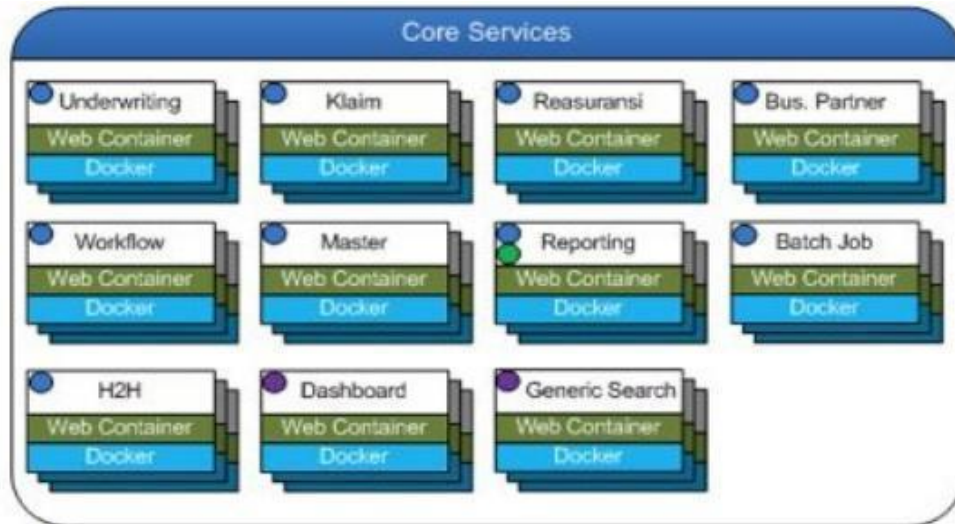 Core Services
Underwriting
Web Container
Docker
Klaim
Web Container
Docker
Reasuransi
Web Container
Docker
Bus. Partner
Web Container
Docker
Workflow
Web Container
Docker
Master
Web Container
Docker
Reporting
Web Container
Docker
Batch Job
Web Container
Docker
H2H
Web Container
Docker
Dashboard
Web Container
Docker
Generic Search
Web Container
Docker